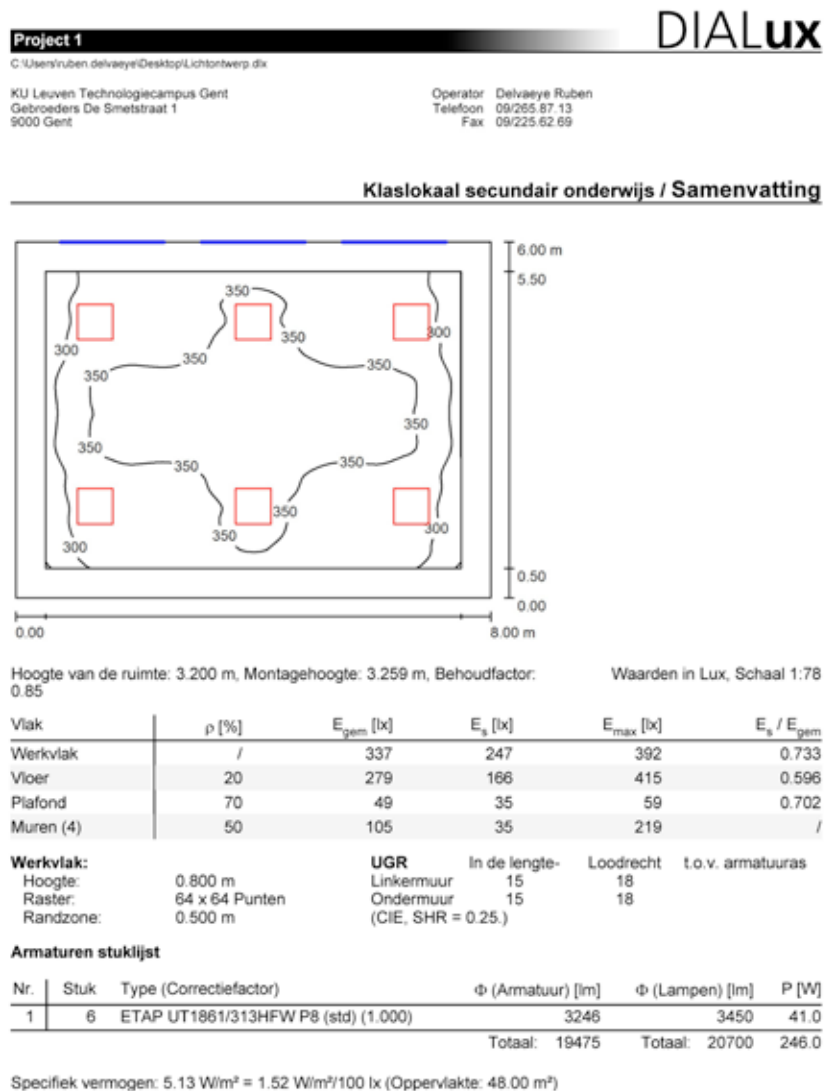 DIALux
Project 1
C:\Users\ruben.delvaeye\Desktop\Lichtontwerp.dlx
KU Leuven Technologiecampus Gent
Gebroeders De Smetstraat 1
9000 Gent
Operator Delvaeye Ruben
Telefoon 09/265.87.13
Fax 09/225.62.69
Klaslokaal secundair onderwijs / Samenvatting
6.00 m
5.50
350
350
300
300
350
350
350
350
350
350
350
350
350
300
300
0.50
0.00
0.00 8.00 m
Hoogte van de ruimte: 3.200 m, Montagehoogte: 3.259 m, Behoudfactor: 0.85
Waarden in Lux, Schaal 1:78
Vlak ρ [%] Egem [lx] Es [lx] Emax [lx] Es / Egem
Werkvlak / 337 247 392 0.733
Vloer 20 279 166 415 0.596
Plafond 70 49 35 59 0.702
Muren (4) 50 105 35 219 /
Werkvlak:
Hoogte: 0.800 m
Raster: 64 x 64 Punten
Randzone: 0.500 m
UGR In de lengte- Loodrecht t.o.v. armatuuras
Linkermuur 15 18
Ondermuur 15 18
(CIE, SHR = 0.25.)
Armaturen stuklijst
Nr. Stuk Type (Correctiefactor) Φ (Armatuur) [lm] Φ (Lampen) [lm] P [W]
1 6 ETAP UT1861/313HFW P8 (std) (1.000) 3246 3450 41.0
Totaal: 19475 Totaal: 20700 246.0
Specifiek vermogen: 5.13 W/m² = 1.52 W/m²/100 lx (Oppervlakte: 48.00 m²)